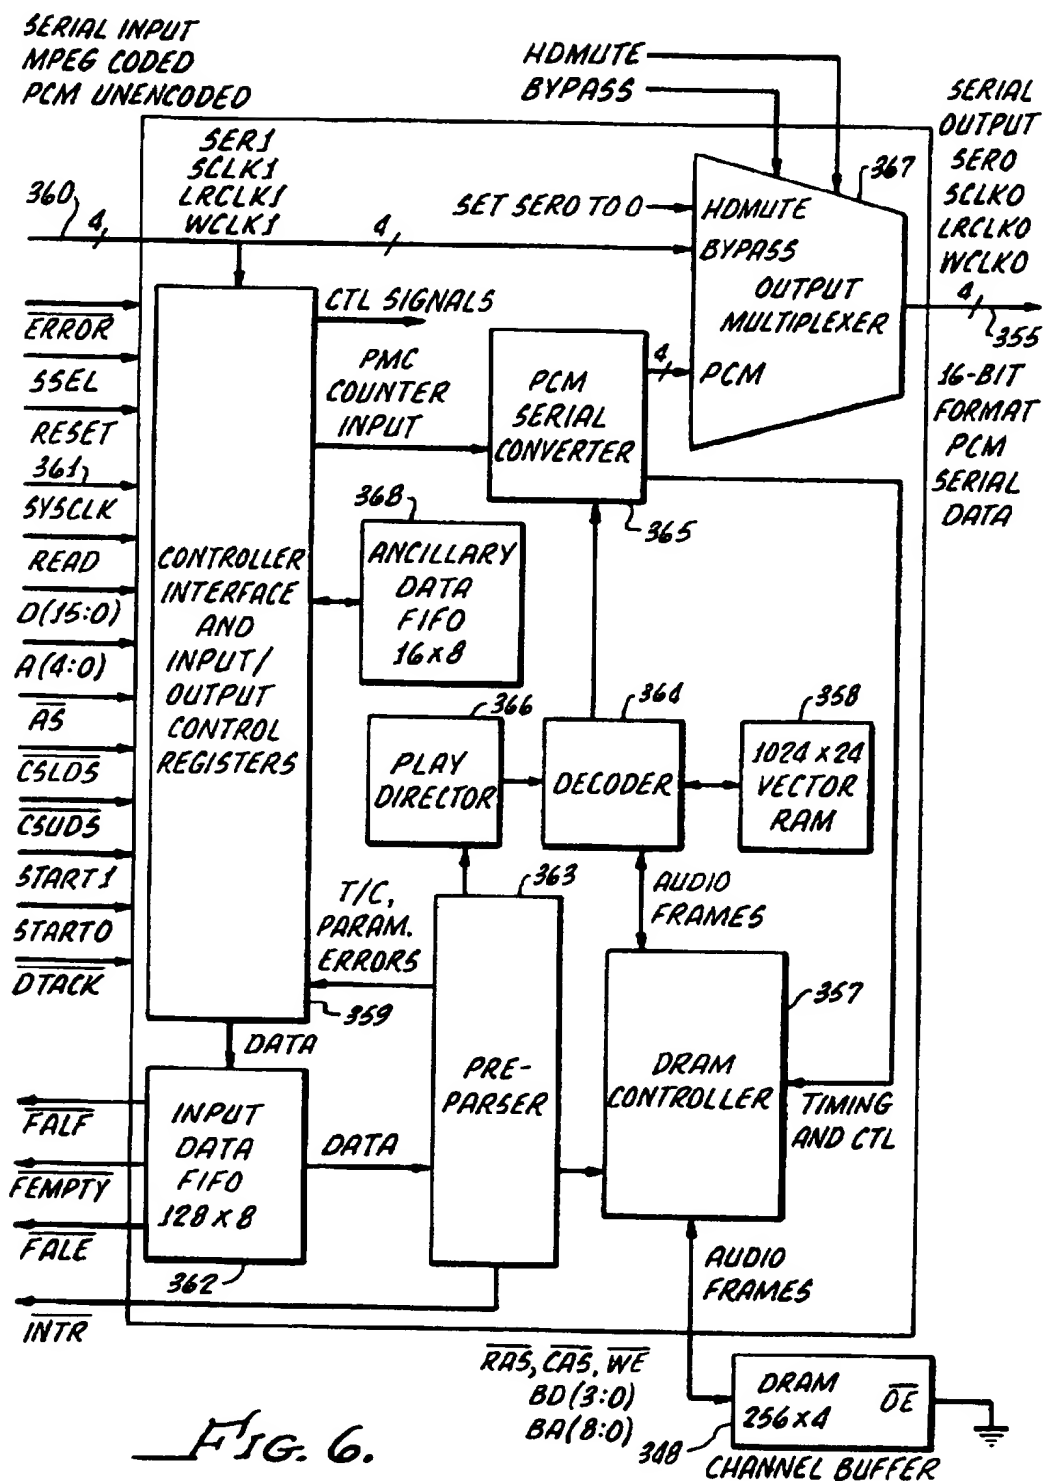 SERIAL INPUT
MPEG CODED
PCM UNENCODED
HDMUTE
BYPASS
SERIAL
OUTPUT
SERO
SCLKO
LRCLKO
WCLKO
4
355
16-BIT
FORMAT
PCM
SERIAL
DATA
SER1
SCLK1
LRCLK1
WCLK1
360
4
4
SET SERO TO 0
367
HDMUTE
BYPASS
OUTPUT
MULTIPLEXER
PCM
4
ERROR
SSEL
RESET
361
SYSCLK
READ
D(15:0)
A(4:0)
AS
CSLDS
CSUDS
START1
STARTO
DTACK
CTL SIGNALS
PMC
COUNTER
INPUT
PCM
SERIAL
CONVERTER
365
CONTROLLER
INTERFACE
AND
INPUT/
OUTPUT
CONTROL
REGISTERS
359
368
ANCILLARY
DATA
FIFO
16 x 8
366
PLAY
DIRECTOR
364
DECODER
358
1024 x 24
VECTOR
RAM
T/C,
PARAM.
ERRORS
363
PRE-
PARSER
AUDIO
FRAMES
357
DRAM
CONTROLLER
TIMING
AND CTL
DATA
INPUT
DATA
FIFO
128 x 8
362
DATA
FALF
FEMPTY
FALE
INTR
AUDIO
FRAMES
RAS, CAS, WE
BD(3:0)
BA(8:0)
DRAM
256 x 4
OE
348
CHANNEL BUFFER
FIG. 6.